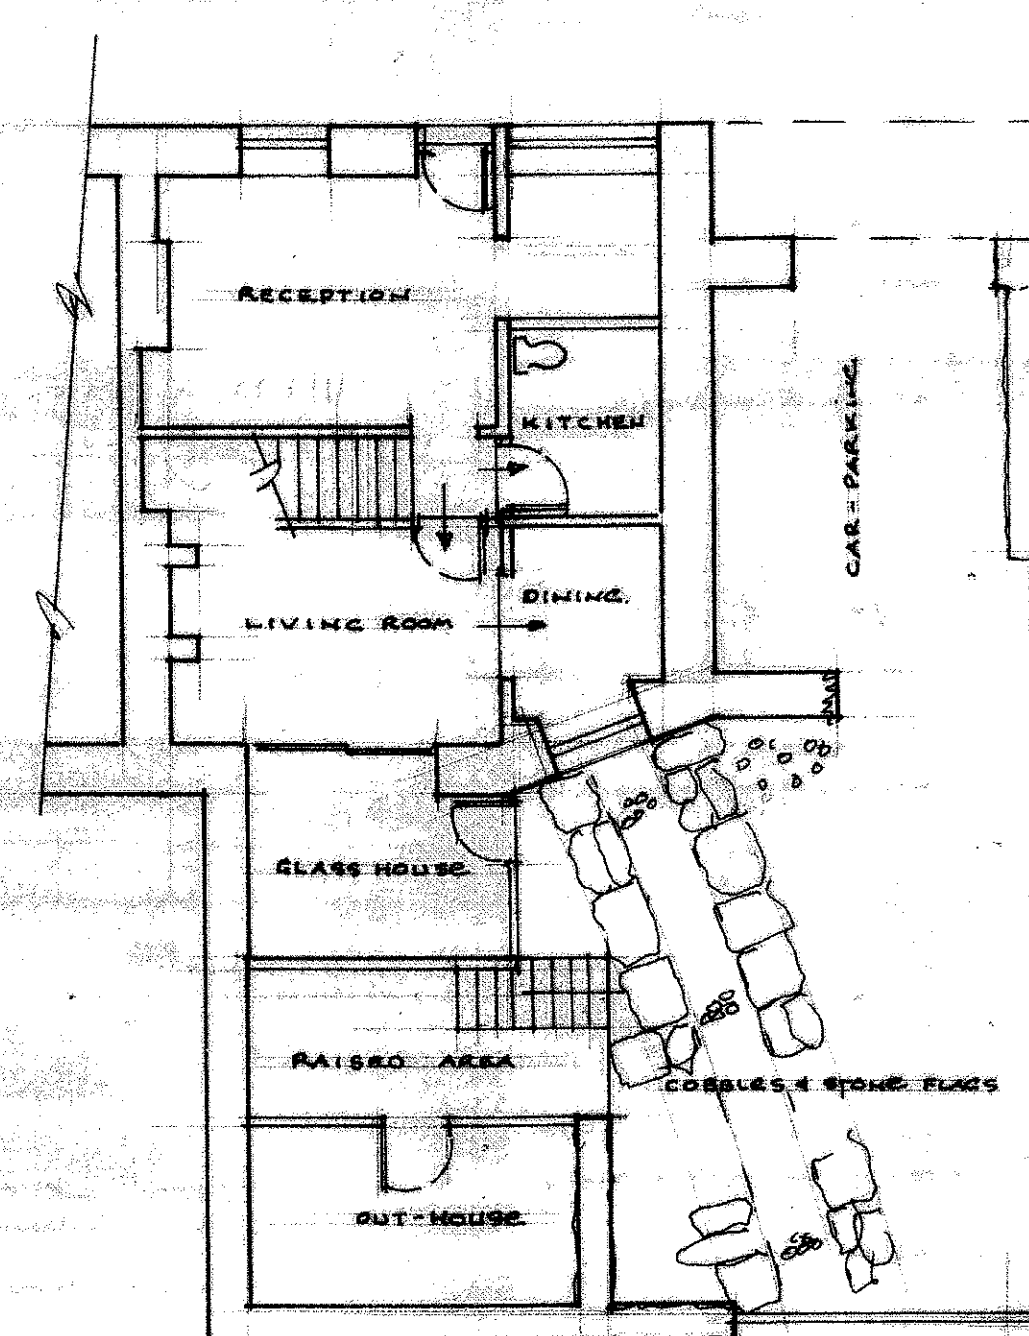 RECEPTION
KITCHEN
CAR-PARKING
DINING.
LIVING ROOM
GLASS HOUSE
RAISED AREA
COBBLES & STONE FLAGS
OUT-HOUSE